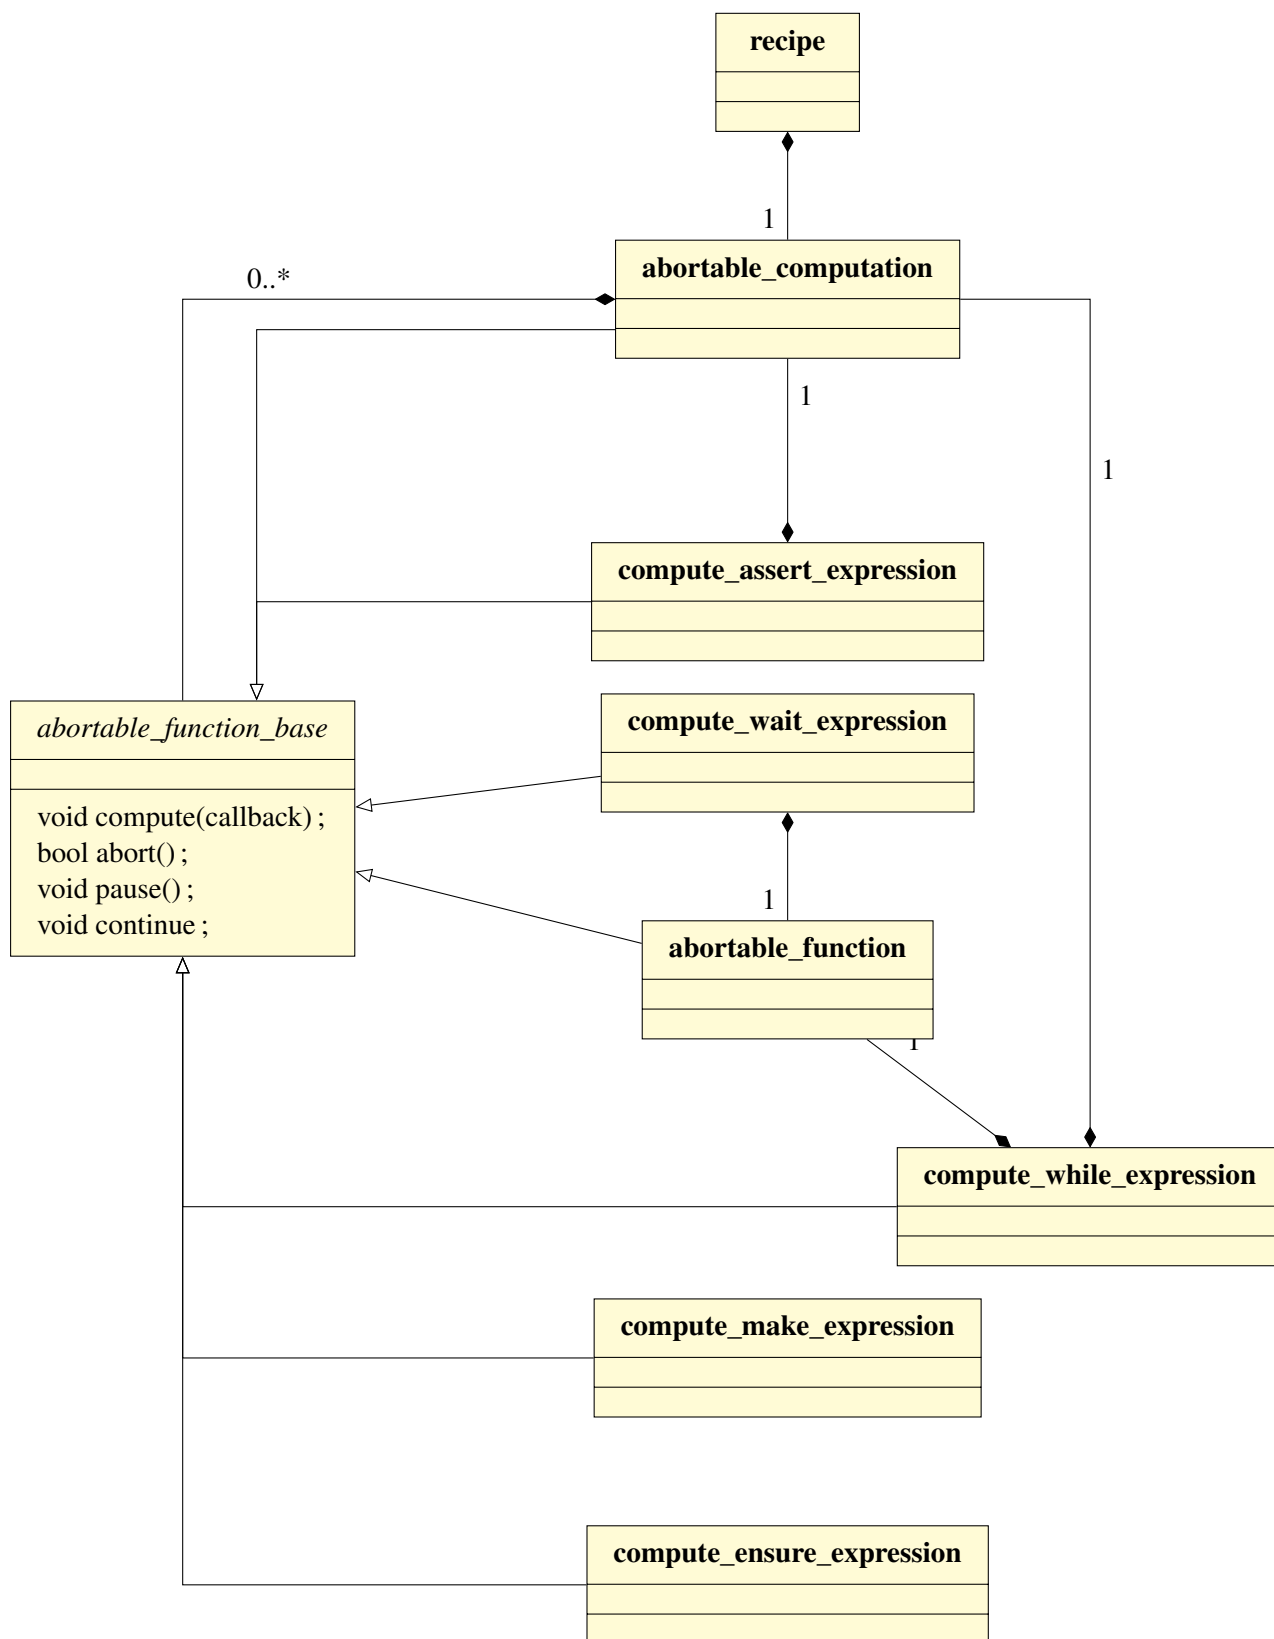 recipe
1
abortable_computation
0..*
1
1
compute_assert_expression
compute_wait_expression
abortable_function_base
void compute(callback) ;
bool abort() ;
void pause() ;
void continue ;
1
abortable_function
1
compute_while_expression
compute_make_expression
compute_ensure_expression